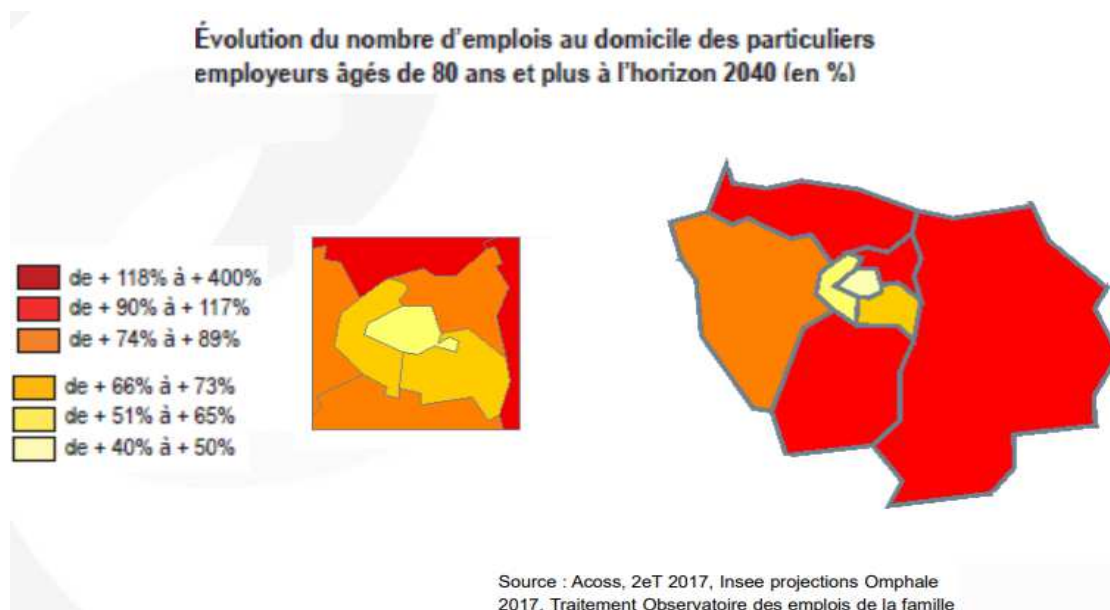 Évolution du nombre d'emplois au domicile des particuliers
employeurs âgés de 80 ans et plus à l'horizon 2040 (en %)
de + 118% à + 400%
de + 90% à + 117%
de + 74% à + 89%
de + 66% à + 73%
de + 51% à + 65%
de + 40% à + 50%
Source : Acoss, 2eT 2017, Insee projections Omphale
2017, Traitement Observatoire des emplois de la famille